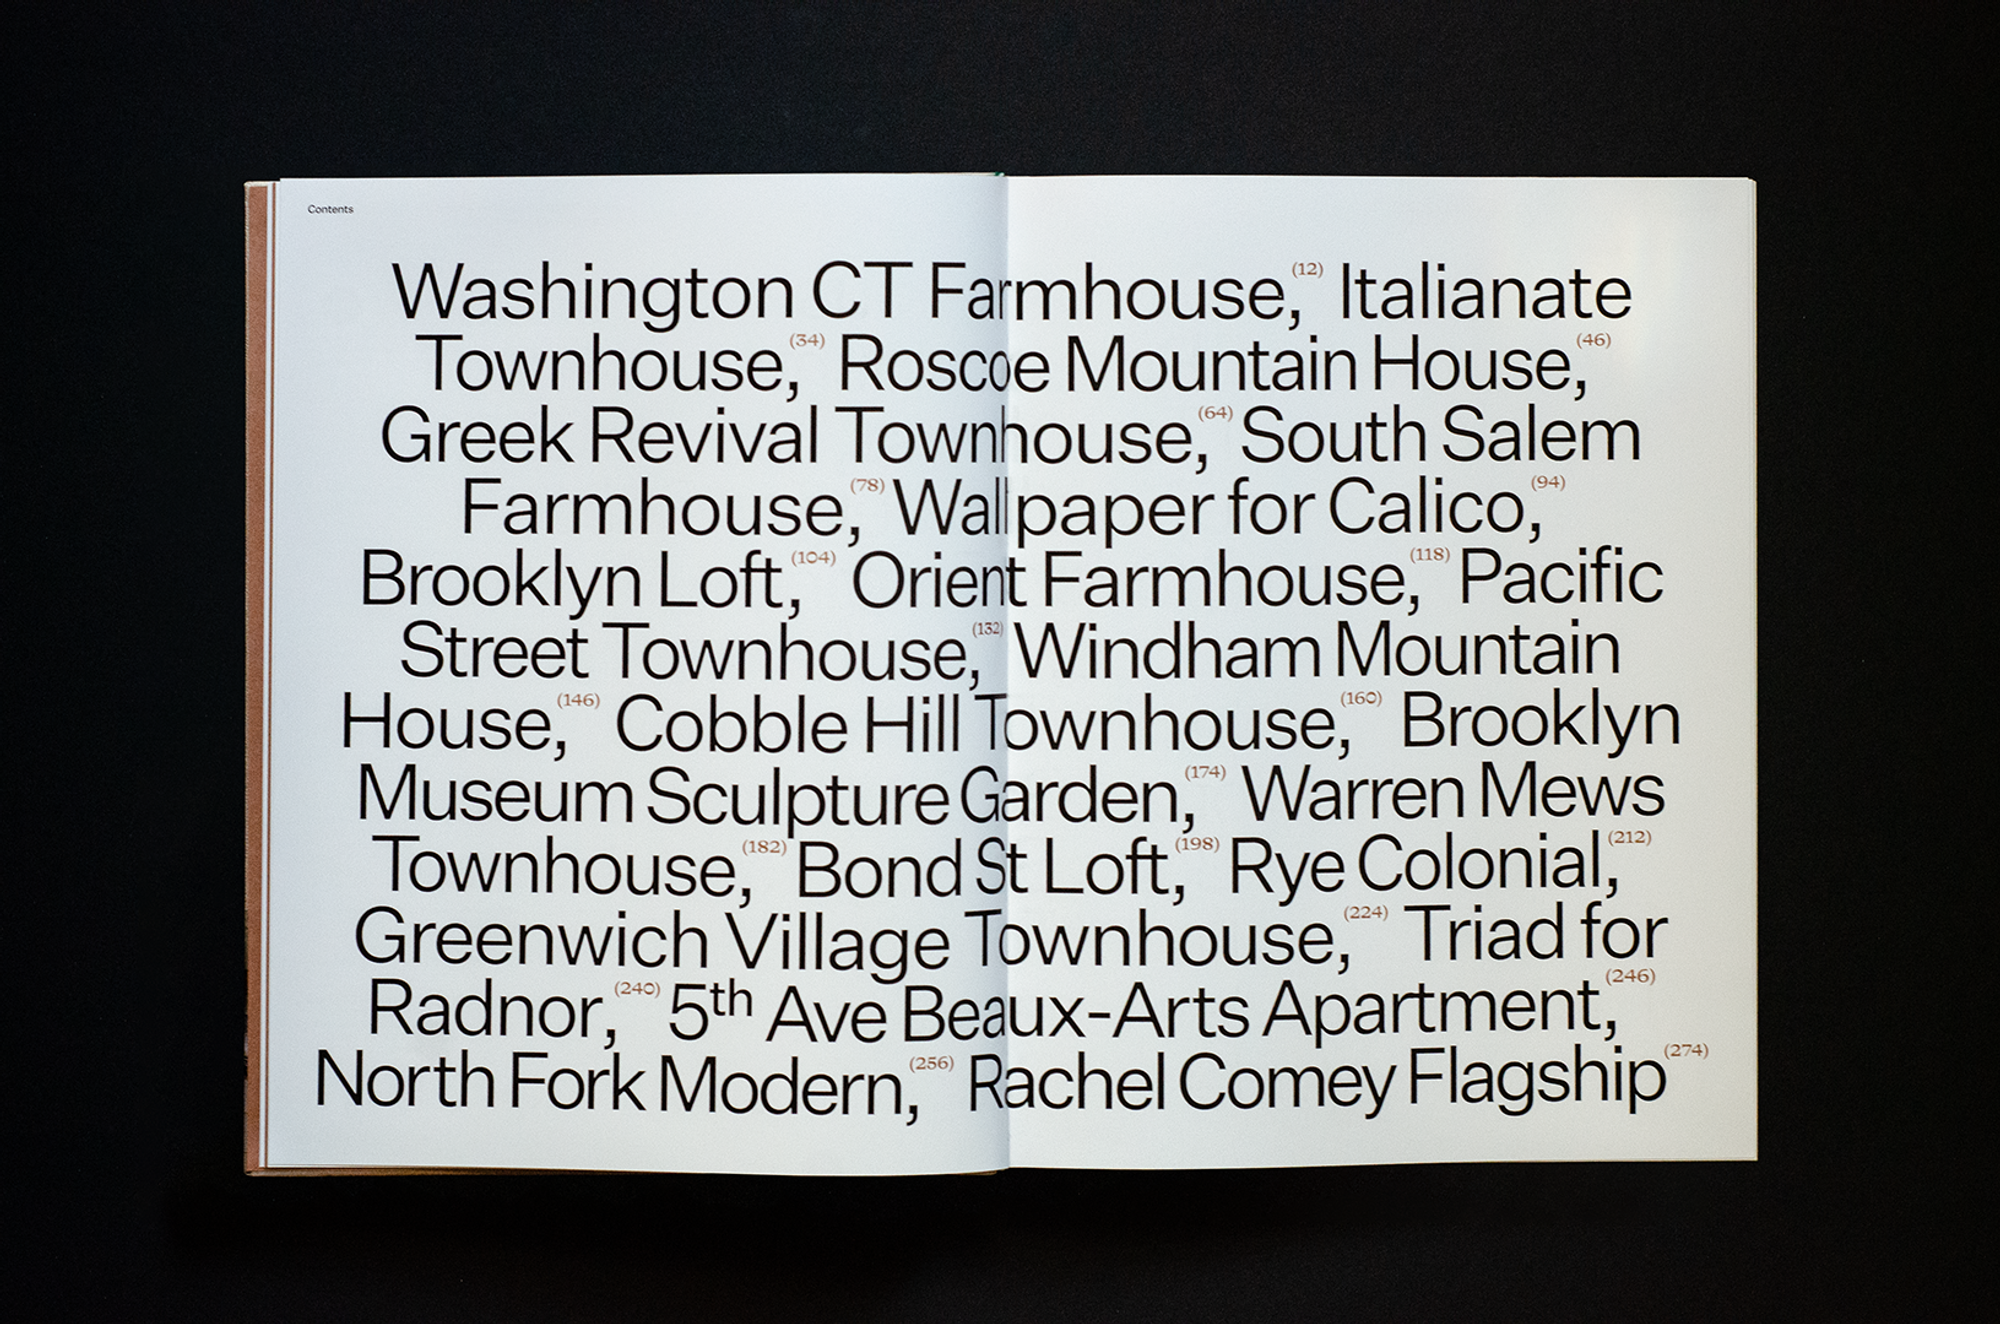 Contents
Washington CT Farmhouse,(12) Italianate
Townhouse,(34) Roscoe Mountain House,(46)
Greek Revival Townhouse,(64) South Salem
Farmhouse,(78) Wallpaper for Calico,(94)
Brooklyn Loft,(104) Orient Farmhouse,(118) Pacific
Street Townhouse,(132) Windham Mountain
House,(146) Cobble Hill Townhouse,(160) Brooklyn
Museum Sculpture Garden,(174) Warren Mews
Townhouse,(182) Bond St Loft,(198) Rye Colonial,(212)
Greenwich Village Townhouse,(224) Triad for
Radnor,(240) 5th Ave Beaux-Arts Apartment,(246)
North Fork Modern,(256) Rachel Comey Flagship(274)